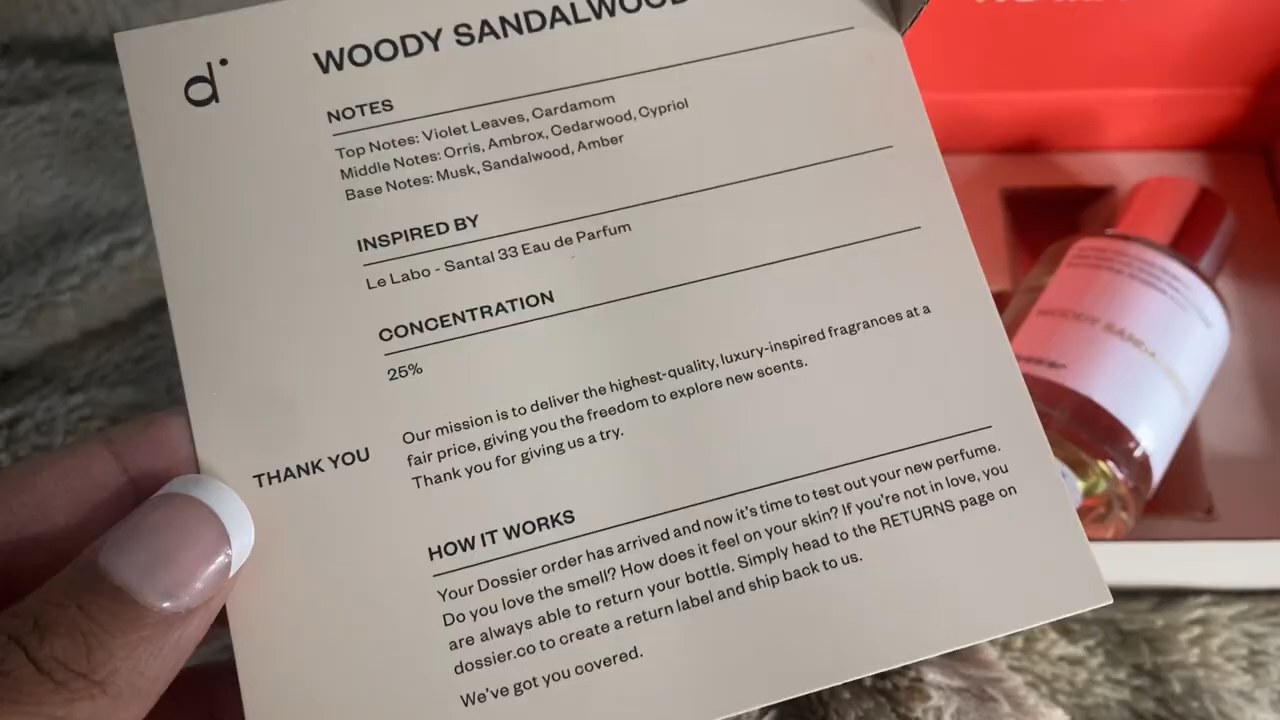 d
WOODY SANDALWOOD
NOTES
Top Notes: Violet Leaves, Cardamom
Middle Notes: Orris, Ambrox, Cedarwood, Cypriol
Base Notes: Musk, Sandalwood, Amber
INSPIRED BY
Le Labo - Santal 33 Eau de Parfum
CONCENTRATION
25%
THANK YOU
Our mission is to deliver the highest-quality, luxury-inspired fragrances at a
fair price, giving you the freedom to explore new scents.
Thank you for giving us a try.
HOW IT WORKS
Your Dossier order has arrived and now it's time to test out your new perfume.
Do you love the smell? How does it feel on your skin? If you're not in love, you
are always able to return your bottle. Simply head to the RETURNS page on
dossier.co to create a return label and ship back to us.
We've got you covered.
WOODY